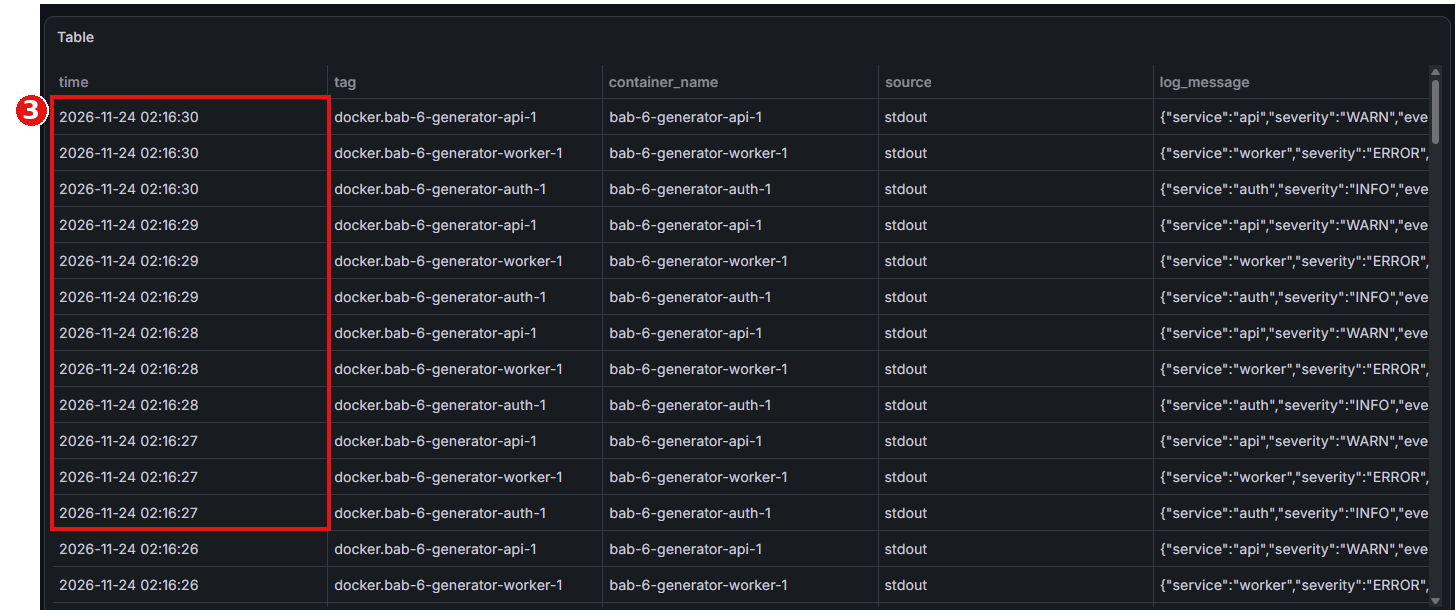 Table
time tag container_name source log_message
3
2026-11-24 02:16:30 docker.bab-6-generator-api-1 bab-6-generator-api-1 stdout {"service":"api","severity":"WARN","eve
2026-11-24 02:16:30 docker.bab-6-generator-worker-1 bab-6-generator-worker-1 stdout {"service":"worker","severity":"ERROR",
2026-11-24 02:16:30 docker.bab-6-generator-auth-1 bab-6-generator-auth-1 stdout {"service":"auth","severity":"INFO","eve
2026-11-24 02:16:29 docker.bab-6-generator-api-1 bab-6-generator-api-1 stdout {"service":"api","severity":"WARN","eve
2026-11-24 02:16:29 docker.bab-6-generator-worker-1 bab-6-generator-worker-1 stdout {"service":"worker","severity":"ERROR",
2026-11-24 02:16:29 docker.bab-6-generator-auth-1 bab-6-generator-auth-1 stdout {"service":"auth","severity":"INFO","eve
2026-11-24 02:16:28 docker.bab-6-generator-api-1 bab-6-generator-api-1 stdout {"service":"api","severity":"WARN","eve
2026-11-24 02:16:28 docker.bab-6-generator-worker-1 bab-6-generator-worker-1 stdout {"service":"worker","severity":"ERROR",
2026-11-24 02:16:28 docker.bab-6-generator-auth-1 bab-6-generator-auth-1 stdout {"service":"auth","severity":"INFO","eve
2026-11-24 02:16:27 docker.bab-6-generator-api-1 bab-6-generator-api-1 stdout {"service":"api","severity":"WARN","eve
2026-11-24 02:16:27 docker.bab-6-generator-worker-1 bab-6-generator-worker-1 stdout {"service":"worker","severity":"ERROR",
2026-11-24 02:16:27 docker.bab-6-generator-auth-1 bab-6-generator-auth-1 stdout {"service":"auth","severity":"INFO","eve
2026-11-24 02:16:26 docker.bab-6-generator-api-1 bab-6-generator-api-1 stdout {"service":"api","severity":"WARN","eve
2026-11-24 02:16:26 docker.bab-6-generator-worker-1 bab-6-generator-worker-1 stdout {"service":"worker","severity":"ERROR",